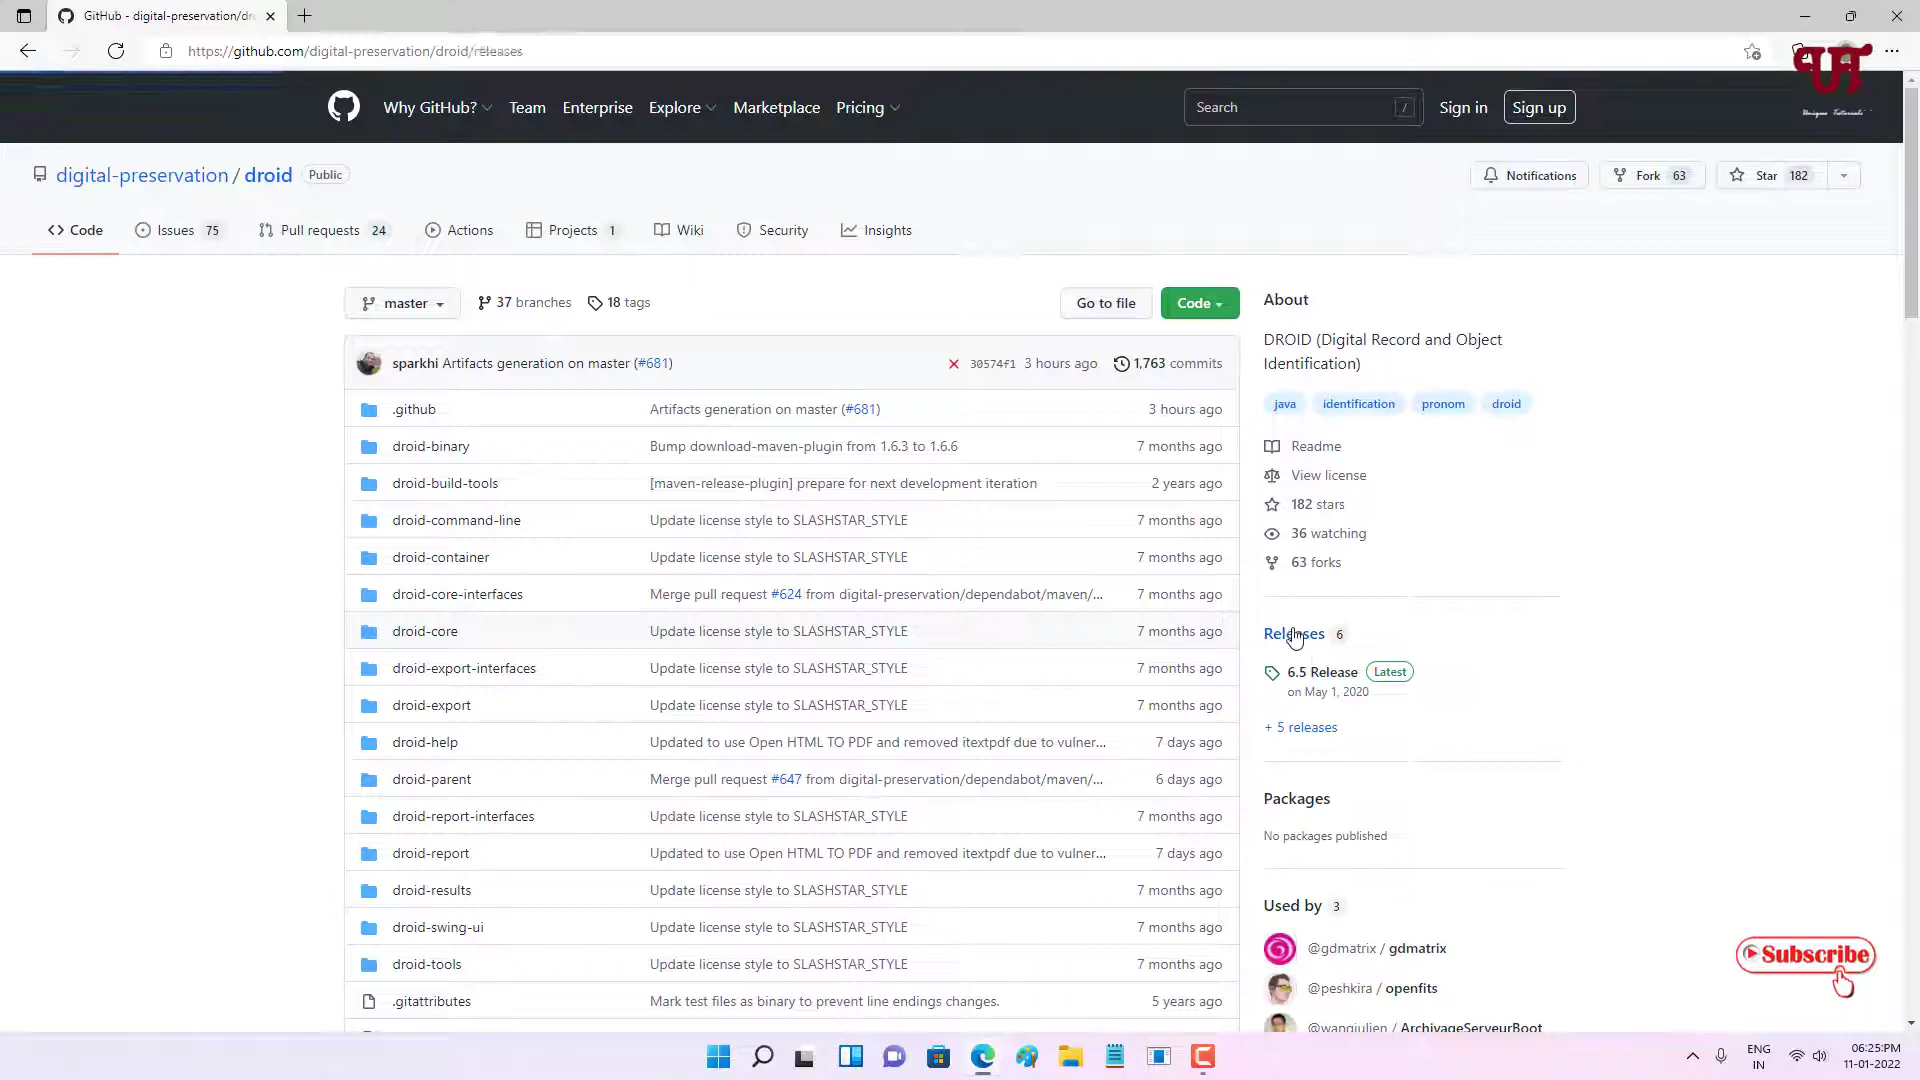 GitHub - digital-preservation/dr
https://github.com/digital-preservation/droid/releases
UT
Unique Tutorials
Why GitHub? Team Enterprise Explore Marketplace Pricing
Search /
Sign in
Sign up
digital-preservation / droid Public
Notifications
Fork 63
Star 182
Code
Issues 75
Pull requests 24
Actions
Projects 1
Wiki
Security
Insights
master
37 branches
18 tags
Go to file
Code
sparkhi Artifacts generation on master (#681) 30574f1 3 hours ago 1,763 commits
.github Artifacts generation on master (#681) 3 hours ago
droid-binary Bump download-maven-plugin from 1.6.3 to 1.6.6 7 months ago
droid-build-tools [maven-release-plugin] prepare for next development iteration 2 years ago
droid-command-line Update license style to SLASHSTAR_STYLE 7 months ago
droid-container Update license style to SLASHSTAR_STYLE 7 months ago
droid-core-interfaces Merge pull request #624 from digital-preservation/dependabot/maven/... 7 months ago
droid-core Update license style to SLASHSTAR_STYLE 7 months ago
droid-export-interfaces Update license style to SLASHSTAR_STYLE 7 months ago
droid-export Update license style to SLASHSTAR_STYLE 7 months ago
droid-help Updated to use Open HTML TO PDF and removed itextpdf due to vulner... 7 days ago
droid-parent Merge pull request #647 from digital-preservation/dependabot/maven/... 6 days ago
droid-report-interfaces Update license style to SLASHSTAR_STYLE 7 months ago
droid-report Updated to use Open HTML TO PDF and removed itextpdf due to vulner... 7 days ago
droid-results Update license style to SLASHSTAR_STYLE 7 months ago
droid-swing-ui Update license style to SLASHSTAR_STYLE 7 months ago
droid-tools Update license style to SLASHSTAR_STYLE 7 months ago
.gitattributes Mark test files as binary to prevent line endings changes. 5 years ago
About
DROID (Digital Record and Object
Identification)
java identification pronom droid
Readme
View license
182 stars
36 watching
63 forks
Releases 6
6.5 Release Latest
on May 1, 2020
+ 5 releases
Packages
No packages published
Used by 3
@gdmatrix / gdmatrix
@peshkira / openfits
@wangjulien / ArchivageServeurBoot
Subscribe
ENG
IN
06:25:PM
11-01-2022